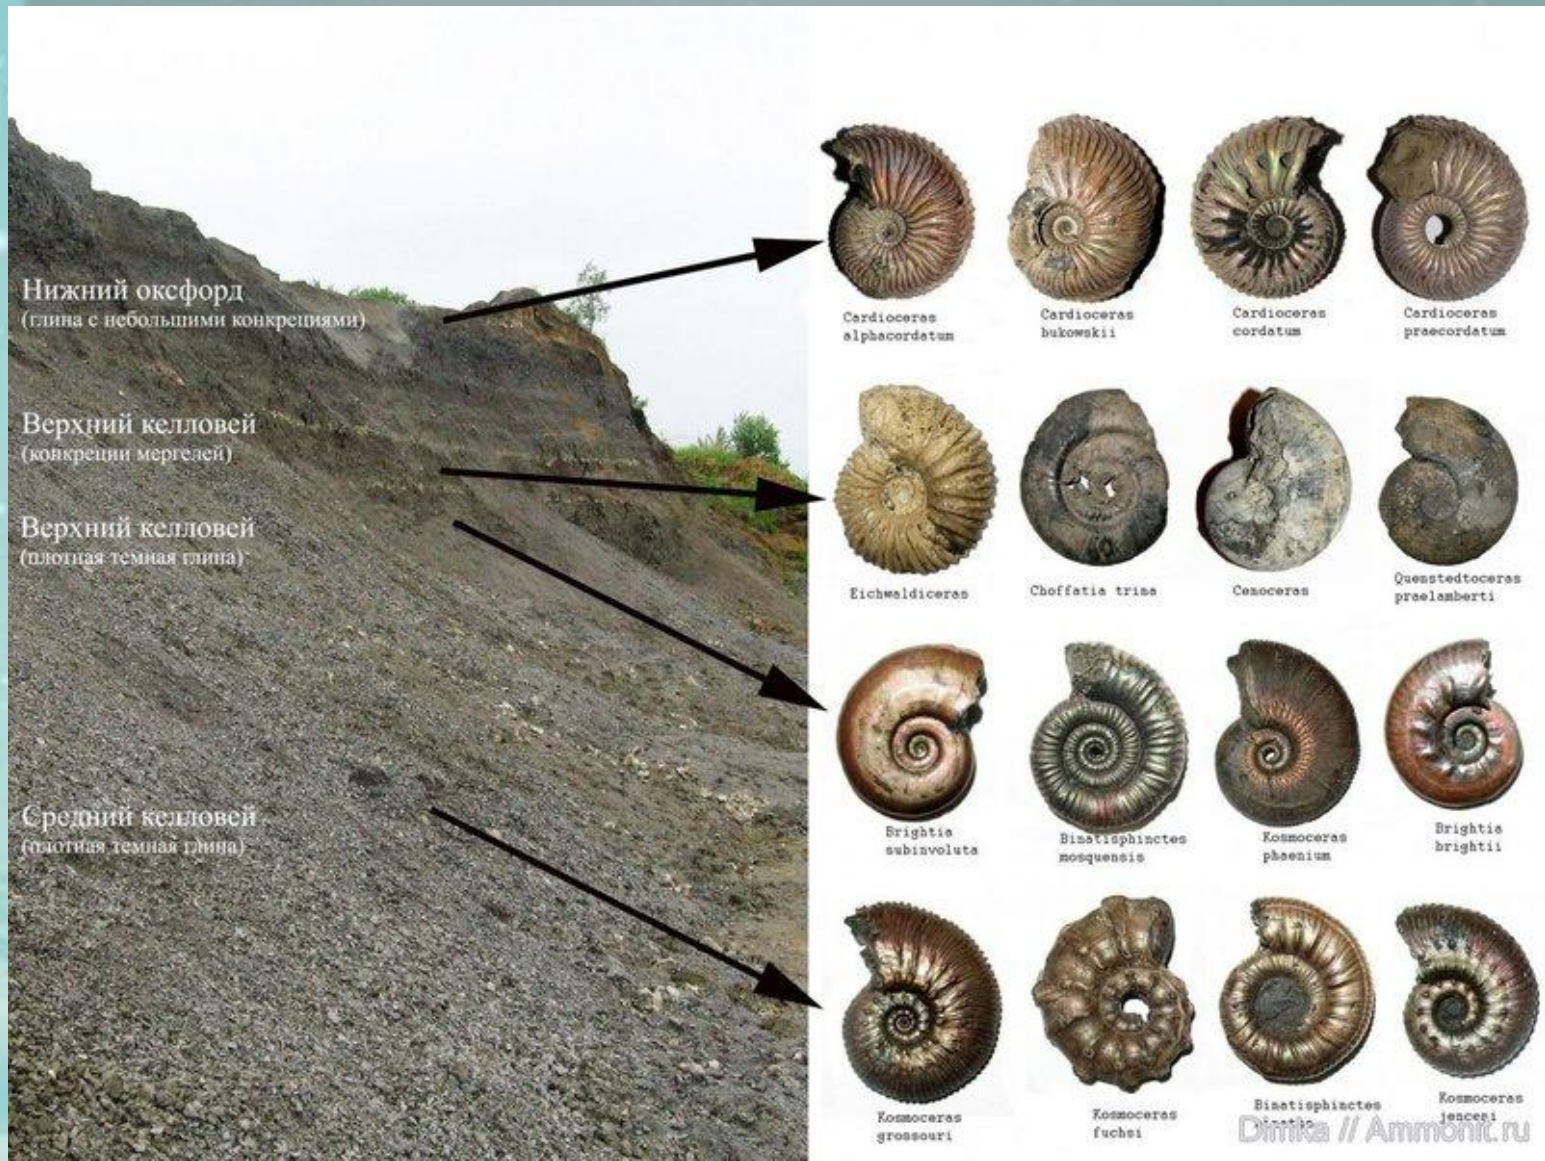 Нижний оксфорд
(глина с небольшими конкрециями)
Верхний келловей
(конкреции мергелей)
Верхний келловей
(плотная темная глина)
Средний келловей
(плотная темная глина)
Cardioceras
alphacordatum
Cardioceras
bukowskii
Cardioceras
cordatum
Cardioceras
praecordatum
Eichwaldiceras
Choffatia trina
Cenoceras
Quenstedtoceras
praelamberti
Brightia
subinvoluta
Binatisphinctes
mosquensis
Kosmoceras
phaenium
Brightia
brightii
Kosmoceras
grossouri
Kosmoceras
fuchsi
Binatisphinctes
Kosmoceras
Dimka // Ammonit.ru